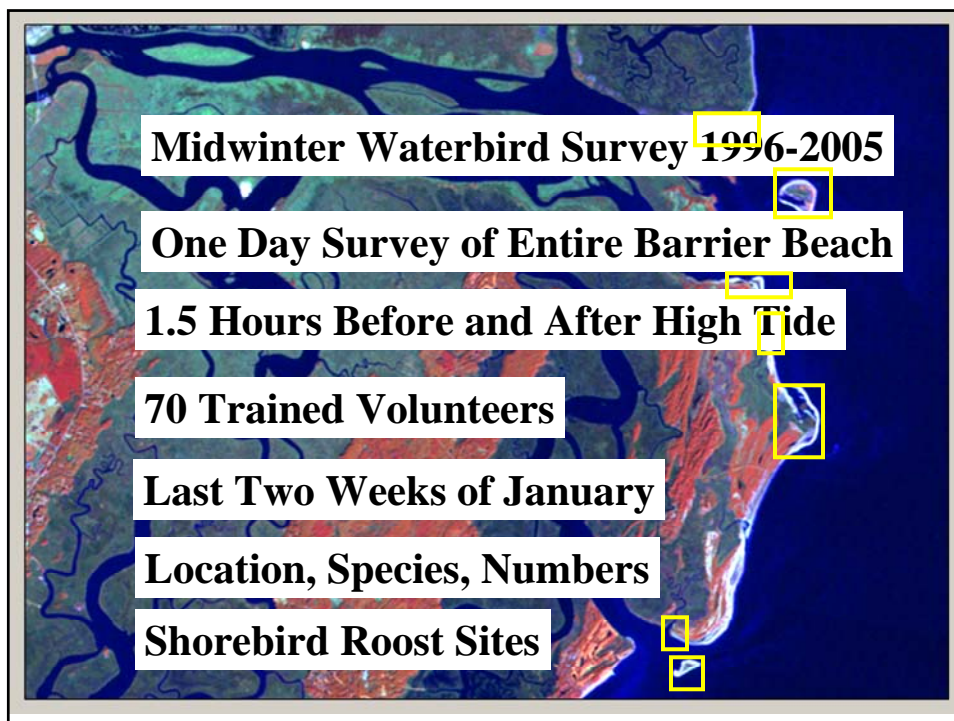 Midwinter Waterbird Survey 1996-2005
One Day Survey of Entire Barrier Beach
1.5 Hours Before and After High Tide
70 Trained Volunteers
Last Two Weeks of January
Location, Species, Numbers
Shorebird Roost Sites